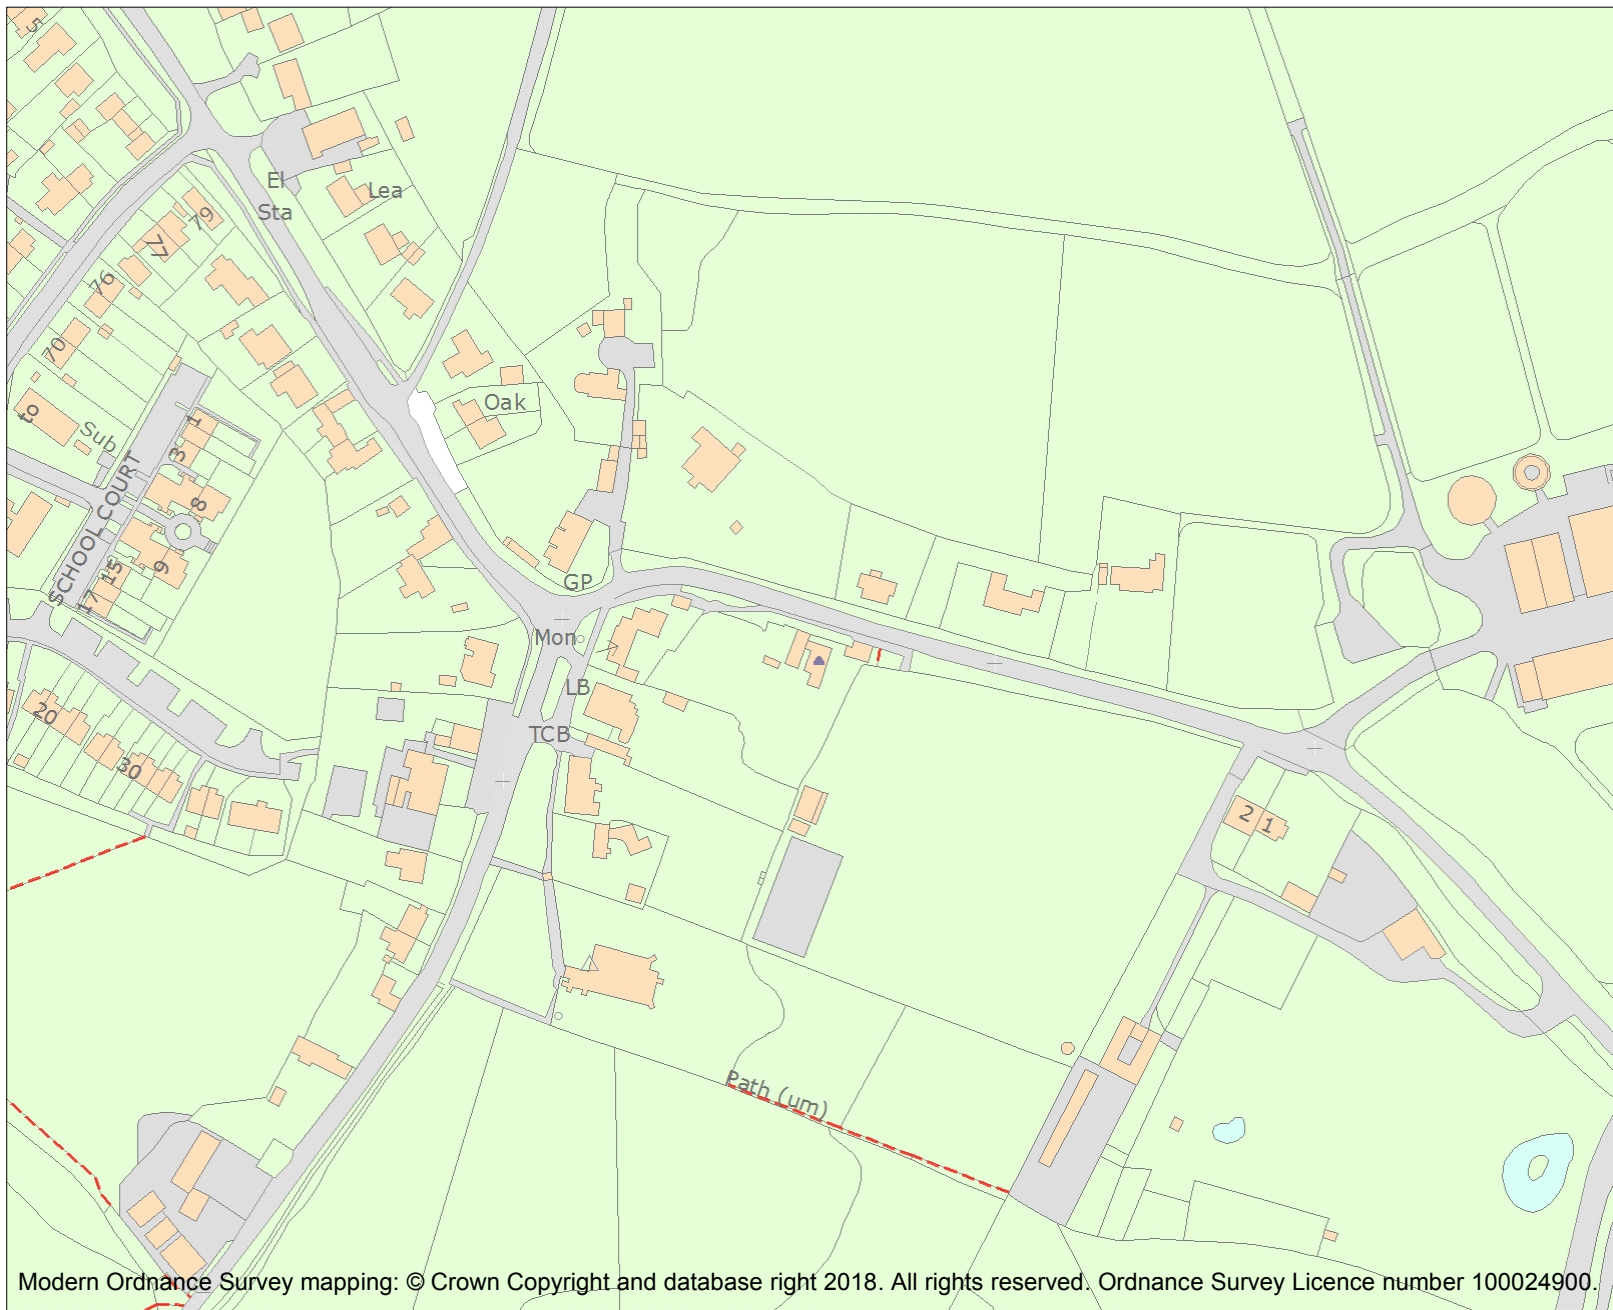 5
El
Sta
Lea
79
77
76
70
to
Sub
1
3
8
SCHOOL COURT
15
9
17
Oak
GP
Mon
LB
TCB
20
30
2
1
Path (um)
Modern Ordnance Survey mapping: © Crown Copyright and database right 2018. All rights reserved. Ordnance Survey Licence number 100024900.